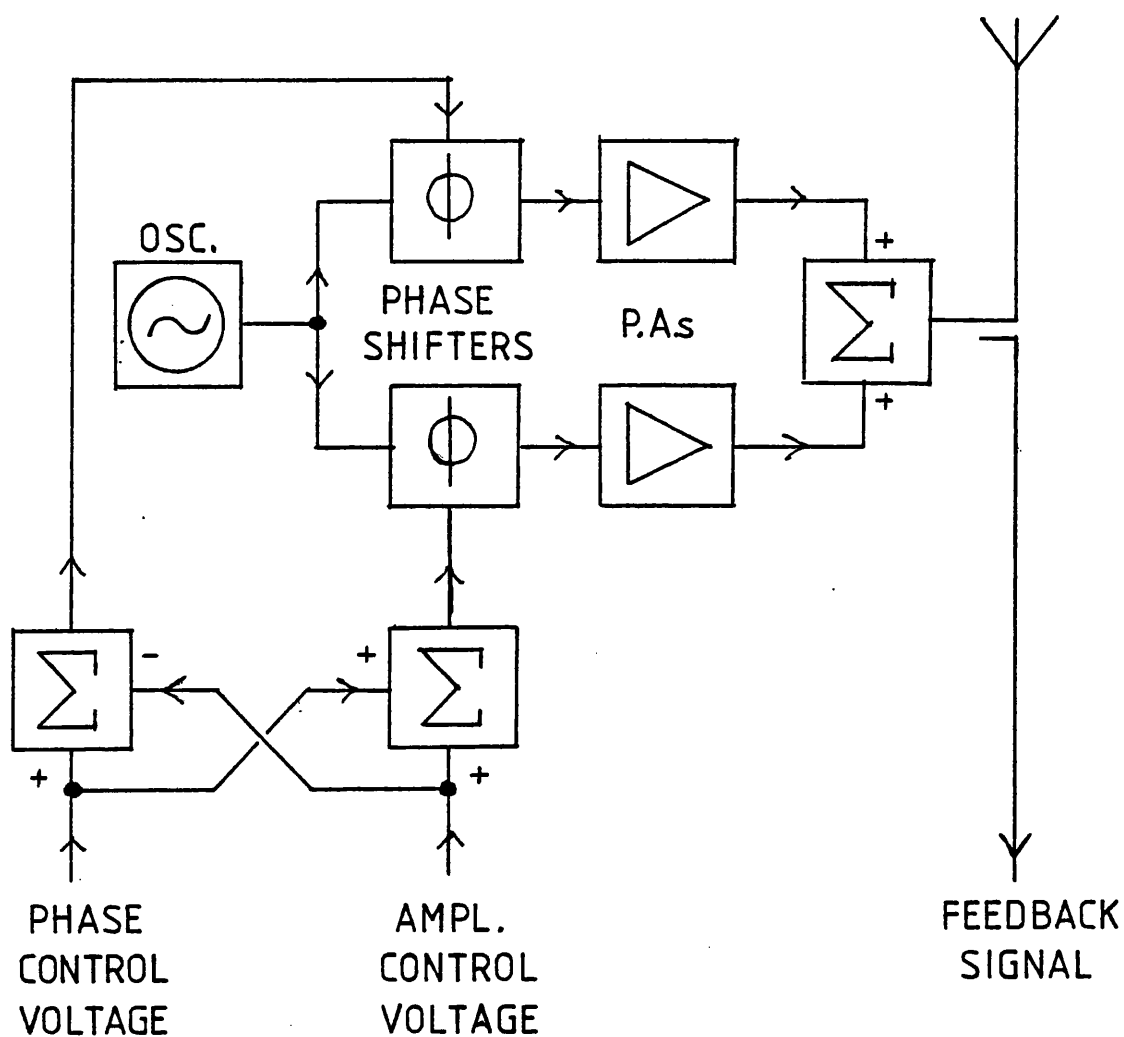 OSC.
PHASE
SHIFTERS
P.As
+
+
-
+
+
+
PHASE
CONTROL
VOLTAGE
AMPL.
CONTROL
VOLTAGE
FEEDBACK
SIGNAL